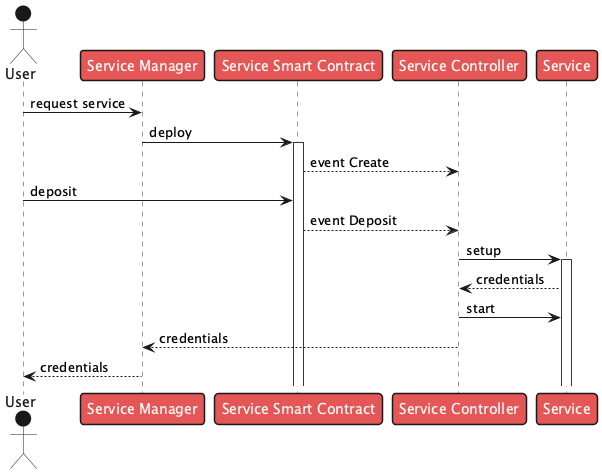 User
Service Manager
Service Smart Contract
Service Controller
Service
request service
deploy
event Create
deposit
event Deposit
setup
credentials
start
credentials
credentials
User
Service Manager
Service Smart Contract
Service Controller
Service